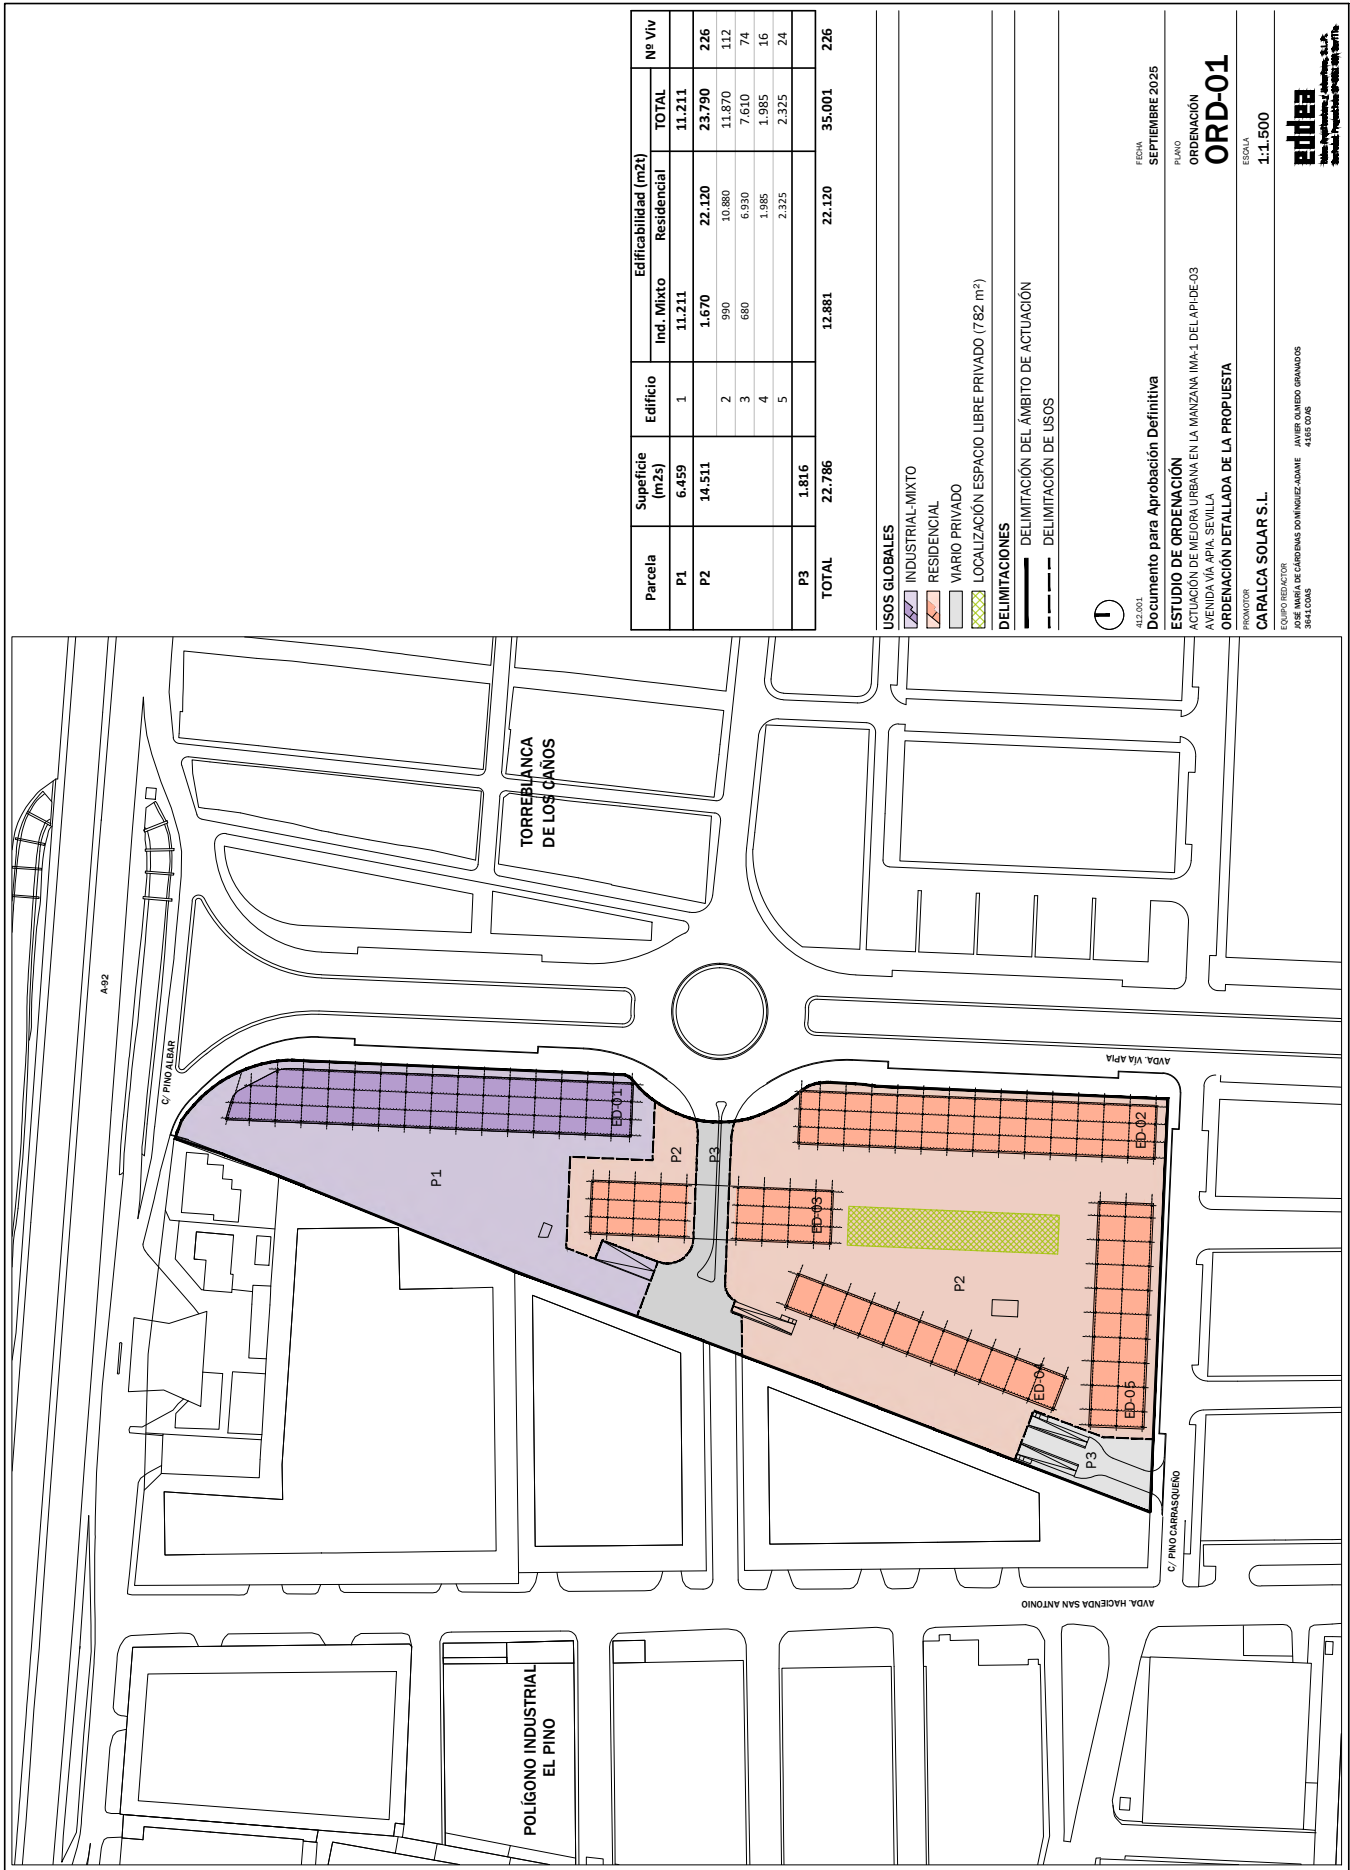 A-92
C/ PINO ALBAR
TORREBLANCA
DE LOS CAÑOS
ED-01
P1
P2
P3
ED-03
ED-02
AVDA. VÍA APIA
P2
ED-04
ED-05
P3
C/ PINO CARRASQUEÑO
AVDA. HACIENDA SAN ANTONIO
POLÍGONO INDUSTRIAL
EL PINO
Parcela Supeficie (m2s) Edificio Edificabilidad (m2t) Nº Viv
Ind. Mixto Residencial TOTAL
P1 6.459 1 11.211 11.211
P2 14.511 1.670 22.120 23.790 226
2 990 10.880 11.870 112
3 680 6.930 7.610 74
4 1.985 1.985 16
5 2.325 2.325 24
P3 1.816
TOTAL 22.786 12.881 22.120 35.001 226
USOS GLOBALES
INDUSTRIAL-MIXTO
RESIDENCIAL
VIARIO PRIVADO
LOCALIZACIÓN ESPACIO LIBRE PRIVADO (782 m²)
DELIMITACIONES
DELIMITACIÓN DEL ÁMBITO DE ACTUACIÓN
DELIMITACIÓN DE USOS
412.001
Documento para Aprobación Definitiva
ESTUDIO DE ORDENACIÓN
ACTUACIÓN DE MEJORA URBANA EN LA MANZANA IMA-1 DEL API-DE-03
AVENIDA VÍA APIA. SEVILLA
ORDENACIÓN DETALLADA DE LA PROPUESTA
PROMOTOR
CARALCA SOLAR S.L.
EQUIPO REDACTOR
JOSÉ MARÍA DE CÁRDENAS DOMÍNGUEZ-ADAME JAVIER OLMEDO GRANADOS
3641 COAS 4165 COAS
FECHA
SEPTIEMBRE 2025
PLANO
ORDENACIÓN
ORD-01
ESCALA
1:1.500
eddea